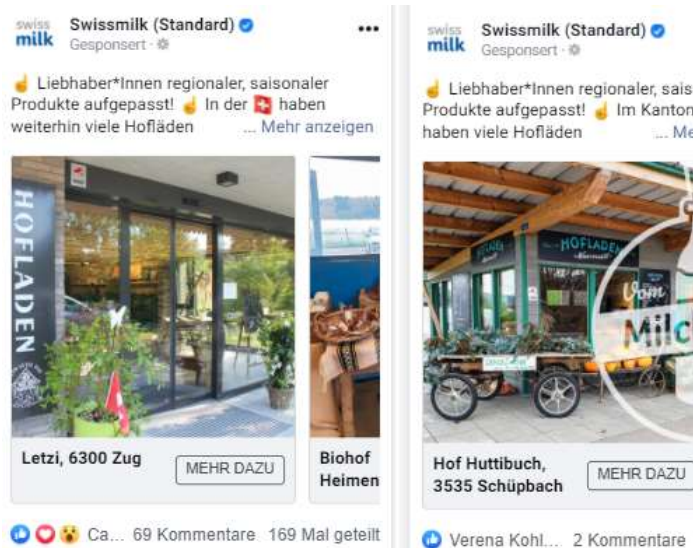 swiss
milk
Swissmilk (Standard)
Gesponsert ·
Liebhaber*Innen regionaler, saisonaler
Produkte aufgepasst! In der haben
weiterhin viele Hofläden ... Mehr anzeigen
HOFLADEN
Letzi, 6300 Zug
MEHR DAZU
Biohof
Heimen
Ca... 69 Kommentare 169 Mal geteilt
swiss
milk
Swissmilk (Standard)
Gesponsert ·
Liebhaber*Innen regionaler, sais
Produkte aufgepasst! Im Kanton
haben viele Hofläden ... Me
HOFLADEN
HOFLADEN
Vom
Milc
Hof Huttibuch,
3535 Schüpbach
MEHR DAZU
Verena Kohl... 2 Kommentare